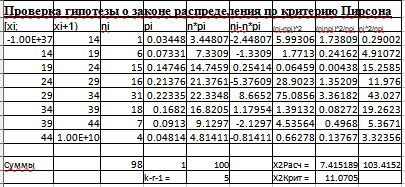 Проверка гипотезы о законе распределения по критерию Пирсона
[xi; xi+1) ni pi n*pi ni-n*pi (ni-npi)^2 (ni-npi)^2/npi ni^2/npi
-1.00E+37 14 1 0.03448 3.44807 -2.44807 5.99306 1.73809 0.29002
14 19 6 0.07331 7.3309 -1.3309 1.7713 0.24162 4.91072
19 24 15 0.14746 14.7459 0.25414 0.06459 0.00438 15.2585
24 29 16 0.21376 21.3761 -5.37609 28.9023 1.35209 11.976
29 34 31 0.22335 22.3348 8.6652 75.0856 3.36182 43.027
34 39 18 0.1682 16.8205 1.17954 1.39132 0.08272 19.2623
39 44 7 0.0913 9.1297 -2.1297 4.53564 0.4968 5.3671
44 1.00E+10 4 0.04814 4.81411 -0.81411 0.66278 0.13767 3.32356
Суммы 98 1 100 X2Расч = 7.415189 103.4152
k-r-1 = 5 X2Крит = 11.0705